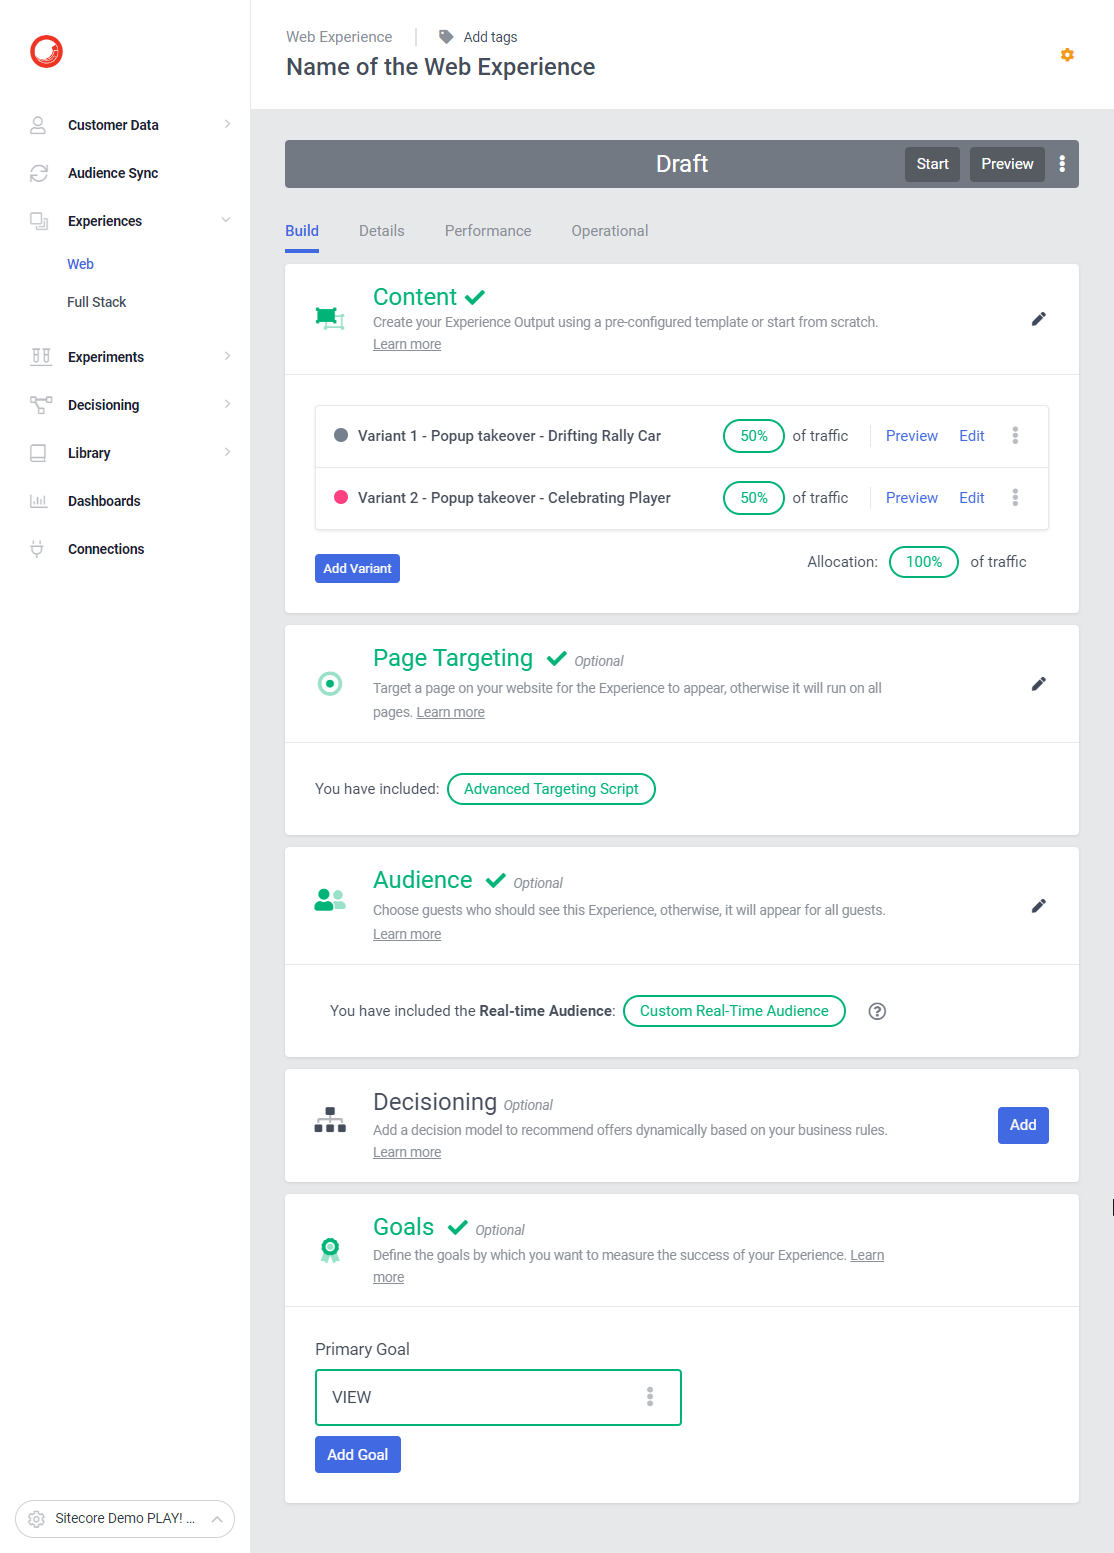 Web Experience
Add tags
Name of the Web Experience
Customer Data
Audience Sync
Experiences
Web
Full Stack
Experiments
Decisioning
Library
Dashboards
Connections
Sitecore Demo PLAY! ...
Draft
Start
Preview
Build
Details
Performance
Operational
Content
Create your Experience Output using a pre-configured template or start from scratch.
Learn more
Variant 1 - Popup takeover - Drifting Rally Car
50% of traffic
Preview
Edit
Variant 2 - Popup takeover - Celebrating Player
50% of traffic
Preview
Edit
Add Variant
Allocation: 100% of traffic
Page Targeting Optional
Target a page on your website for the Experience to appear, otherwise it will run on all
pages. Learn more
You have included: Advanced Targeting Script
Audience Optional
Choose guests who should see this Experience, otherwise, it will appear for all guests.
Learn more
You have included the Real-time Audience: Custom Real-Time Audience
Decisioning Optional
Add a decision model to recommend offers dynamically based on your business rules.
Learn more
Add
Goals Optional
Define the goals by which you want to measure the success of your Experience. Learn
more
Primary Goal
VIEW
Add Goal